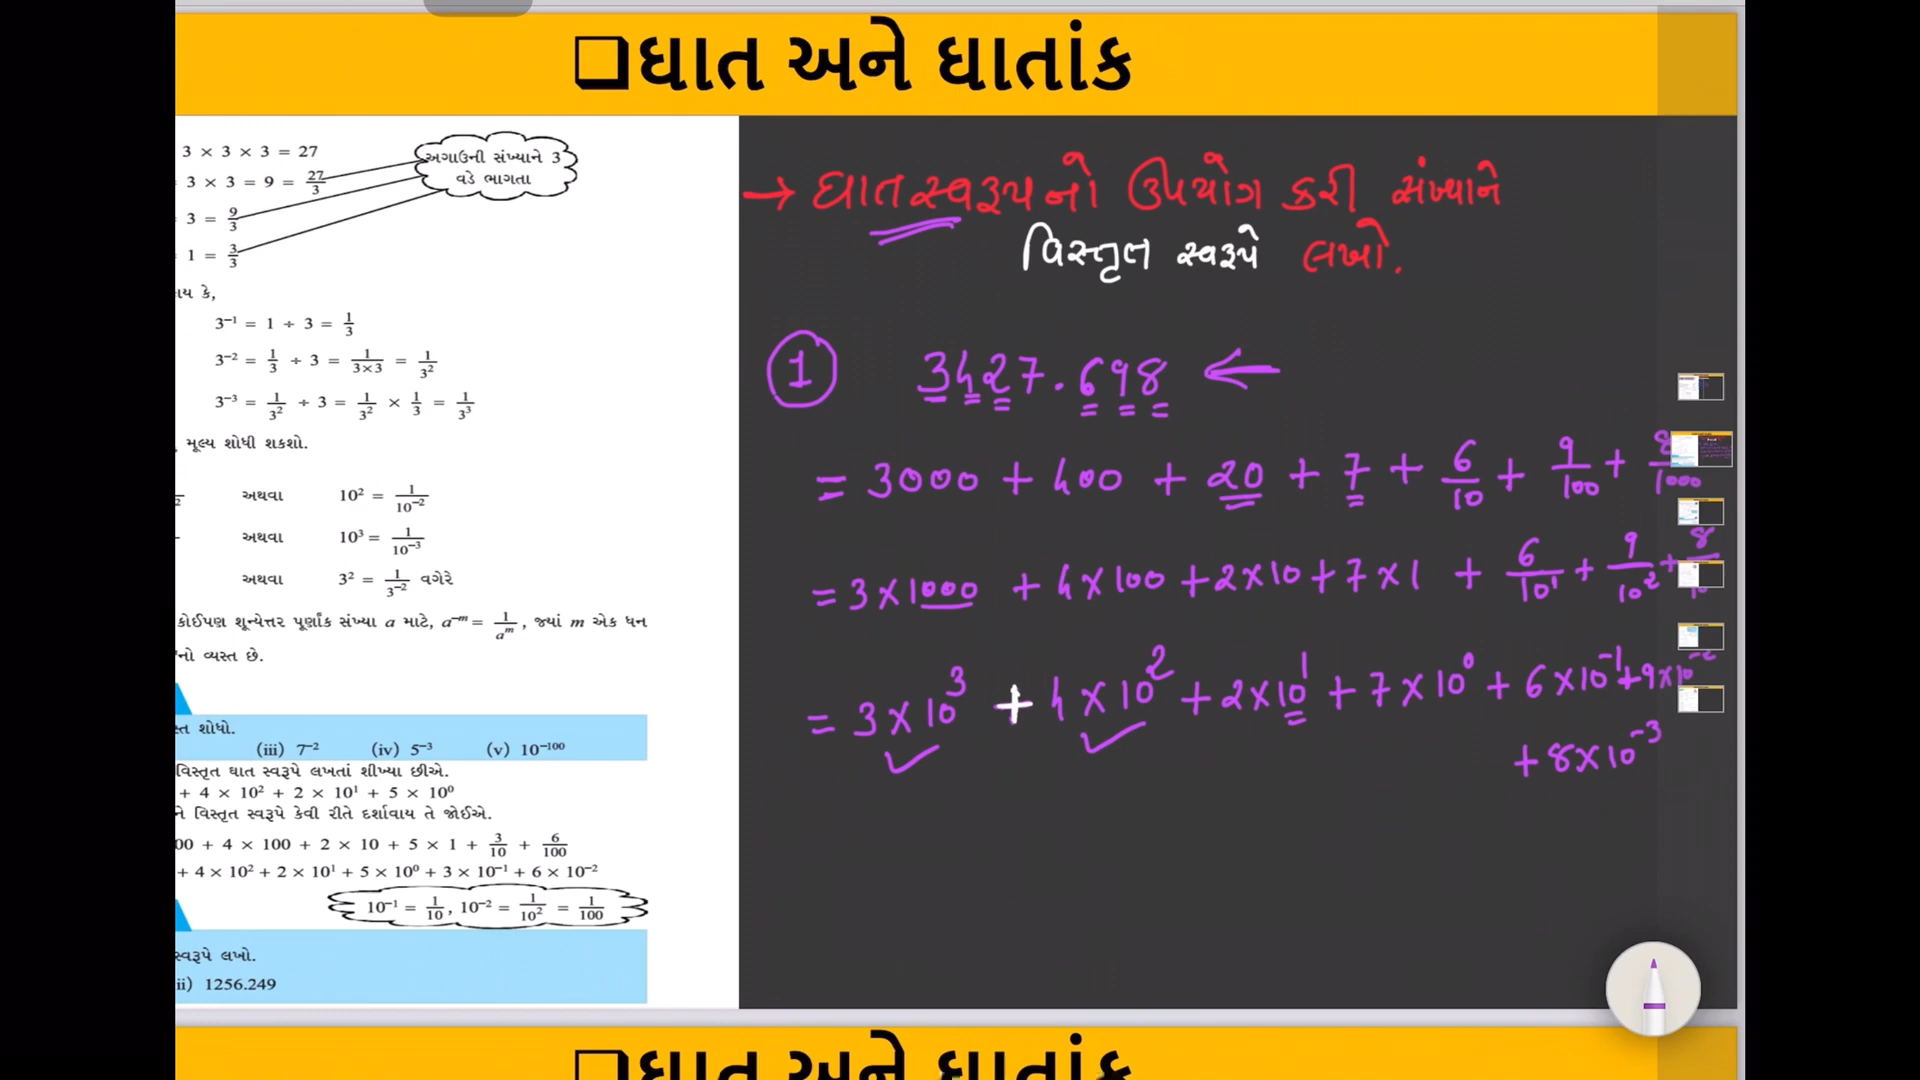 ❑ઘાત અને ઘાતાંક
3 × 3 × 3 = 27
3 × 3 = 9 = 27/3
3 = 9/3
1 = 3/3
અગાઉની સંખ્યાને 3
વડે ભાગતા
કે,
3⁻¹ = 1 ÷ 3 = 1/3
3⁻² = 1/3 ÷ 3 = 1/(3×3) = 1/3²
3⁻³ = 1/3² ÷ 3 = 1/3² × 1/3 = 1/3³
મૂલ્ય શોધી શકશો.
અથવા 10² = 1/10⁻²
અથવા 10³ = 1/10⁻³
અથવા 3² = 1/3⁻² વગેરે
કોઈપણ શૂન્યેત્તર પૂર્ણાંક સંખ્યા a માટે, a⁻ᵐ = 1/aᵐ, જ્યાં m એક ધન
નો વ્યસ્ત છે.
શોધો.
(iii) 7⁻² (iv) 5⁻³ (v) 10⁻¹⁰⁰
વિસ્તૃત ઘાત સ્વરૂપે લખતાં શીખ્યા છીએ.
+ 4 × 10² + 2 × 10¹ + 5 × 10⁰
ને વિસ્તૃત સ્વરૂપે કેવી રીતે દર્શાવાય તે જોઈએ.
00 + 4 × 100 + 2 × 10 + 5 × 1 + 3/10 + 6/100
+ 4 × 10² + 2 × 10¹ + 5 × 10⁰ + 3 × 10⁻¹ + 6 × 10⁻²
10⁻¹ = 1/10, 10⁻² = 1/10² = 1/100
સ્વરૂપે લખો.
ii) 1256.249
→ ઘાતસ્વરૂપનો ઉપયોગ કરી સંખ્યાને
વિસ્તૃત સ્વરૂપે લખો.
① 3427.698 ←
= 3000 + 400 + 20 + 7 + 6/10 + 9/100 + 8/1000
= 3 × 1000 + 4 × 100 + 2 × 10 + 7 × 1 + 6/10¹ + 9/10² + 8/10
= 3 × 10³ + 4 × 10² + 2 × 10¹ + 7 × 10⁰ + 6 × 10⁻¹ + 9 × 10⁻²
+ 8 × 10⁻³
❑ઘાત અને ઘાતાંક